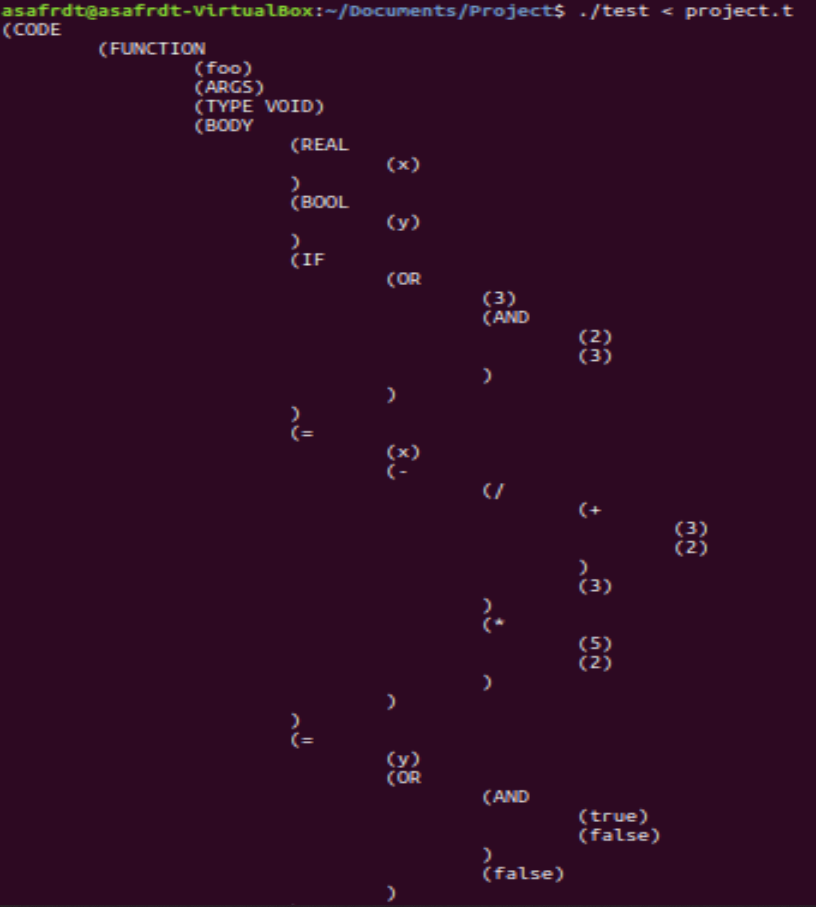 asafrdt@asafrdt-VirtualBox:~/Documents/Project$ ./test < project.t
(CODE
(FUNCTION
(foo)
(ARGS)
(TYPE VOID)
(BODY
(REAL
(x)
)
(BOOL
(y)
)
(IF
(OR
(3)
(AND
(2)
(3)
)
)
)
(=
(x)
(-
(/
(+
(3)
(2)
)
(3)
)
(*
(5)
(2)
)
)
)
(=
(y)
(OR
(AND
(true)
(false)
)
(false)
)